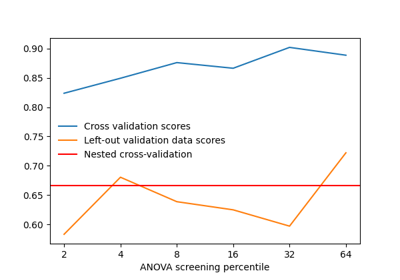 0.90
0.85
0.80
0.75
0.70
0.65
0.60
Cross validation scores
Left-out validation data scores
Nested cross-validation
2 4 8 16 32 64
ANOVA screening percentile